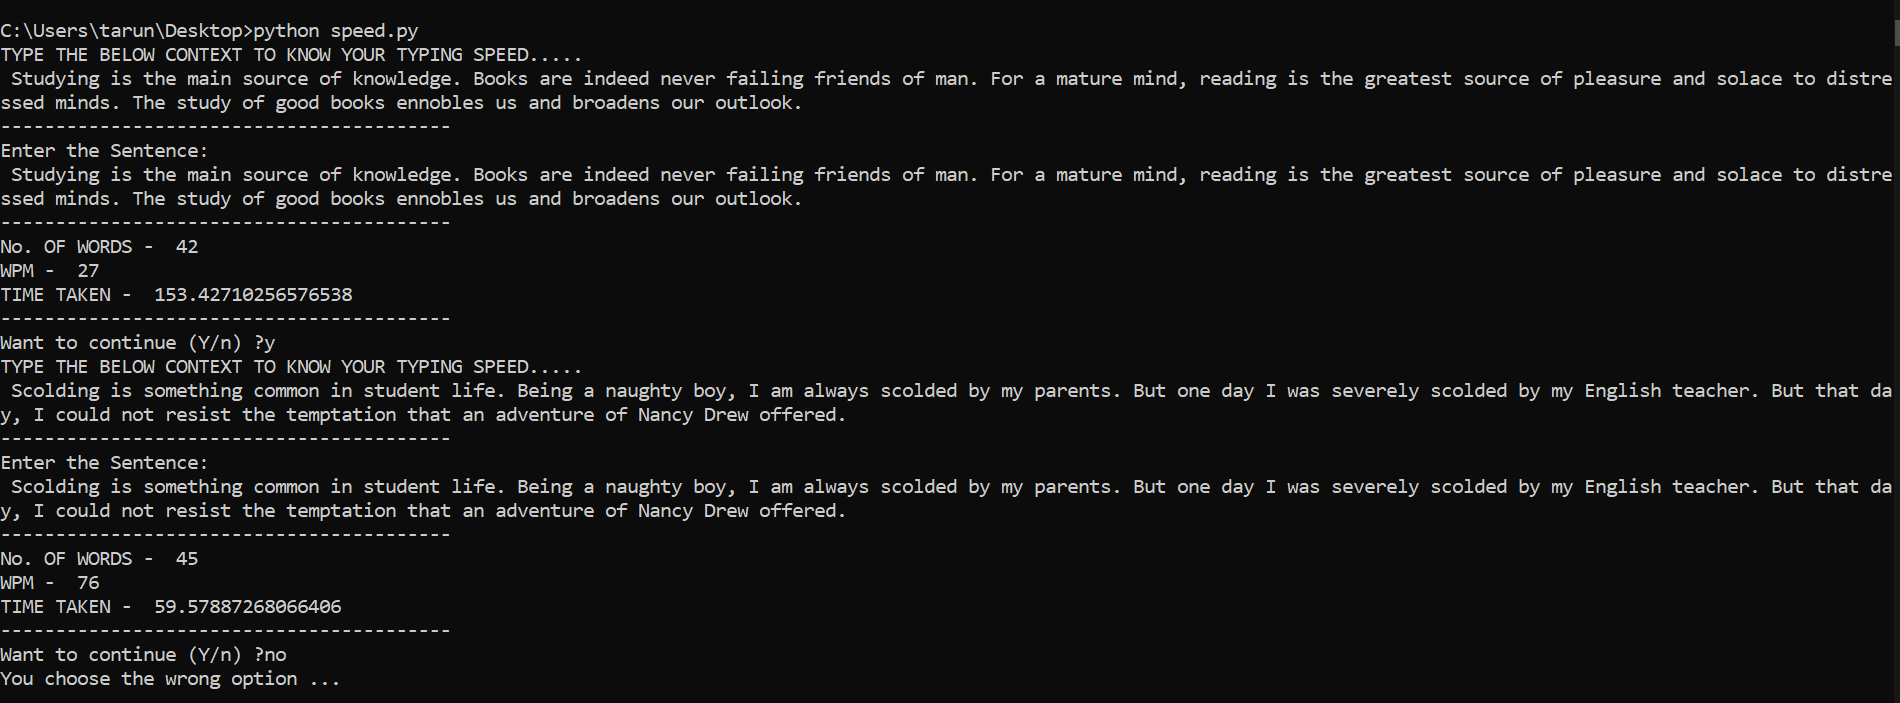 C:\Users\tarun\Desktop>python speed.py
TYPE THE BELOW CONTEXT TO KNOW YOUR TYPING SPEED.....
 Studying is the main source of knowledge. Books are indeed never failing friends of man. For a mature mind, reading is the greatest source of pleasure and solace to distre
ssed minds. The study of good books ennobles us and broadens our outlook.
-----------------------------------------
Enter the Sentence:
 Studying is the main source of knowledge. Books are indeed never failing friends of man. For a mature mind, reading is the greatest source of pleasure and solace to distre
ssed minds. The study of good books ennobles us and broadens our outlook.
-----------------------------------------
No. OF WORDS -  42
WPM -  27
TIME TAKEN -  153.42710256576538
-----------------------------------------
Want to continue (Y/n) ?y
TYPE THE BELOW CONTEXT TO KNOW YOUR TYPING SPEED.....
 Scolding is something common in student life. Being a naughty boy, I am always scolded by my parents. But one day I was severely scolded by my English teacher. But that da
y, I could not resist the temptation that an adventure of Nancy Drew offered.
-----------------------------------------
Enter the Sentence:
 Scolding is something common in student life. Being a naughty boy, I am always scolded by my parents. But one day I was severely scolded by my English teacher. But that da
y, I could not resist the temptation that an adventure of Nancy Drew offered.
-----------------------------------------
No. OF WORDS -  45
WPM -  76
TIME TAKEN -  59.57887268066406
-----------------------------------------
Want to continue (Y/n) ?no
You choose the wrong option ...